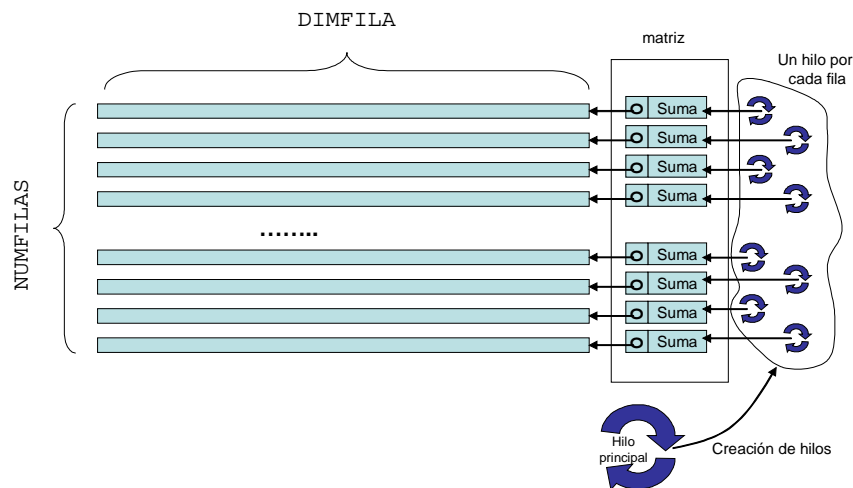 DIMFILA
matriz
Un hilo por
cada fila
NUMFILAS
Suma
Suma
Suma
Suma
........
Suma
Suma
Suma
Suma
Hilo
principal
Creación de hilos